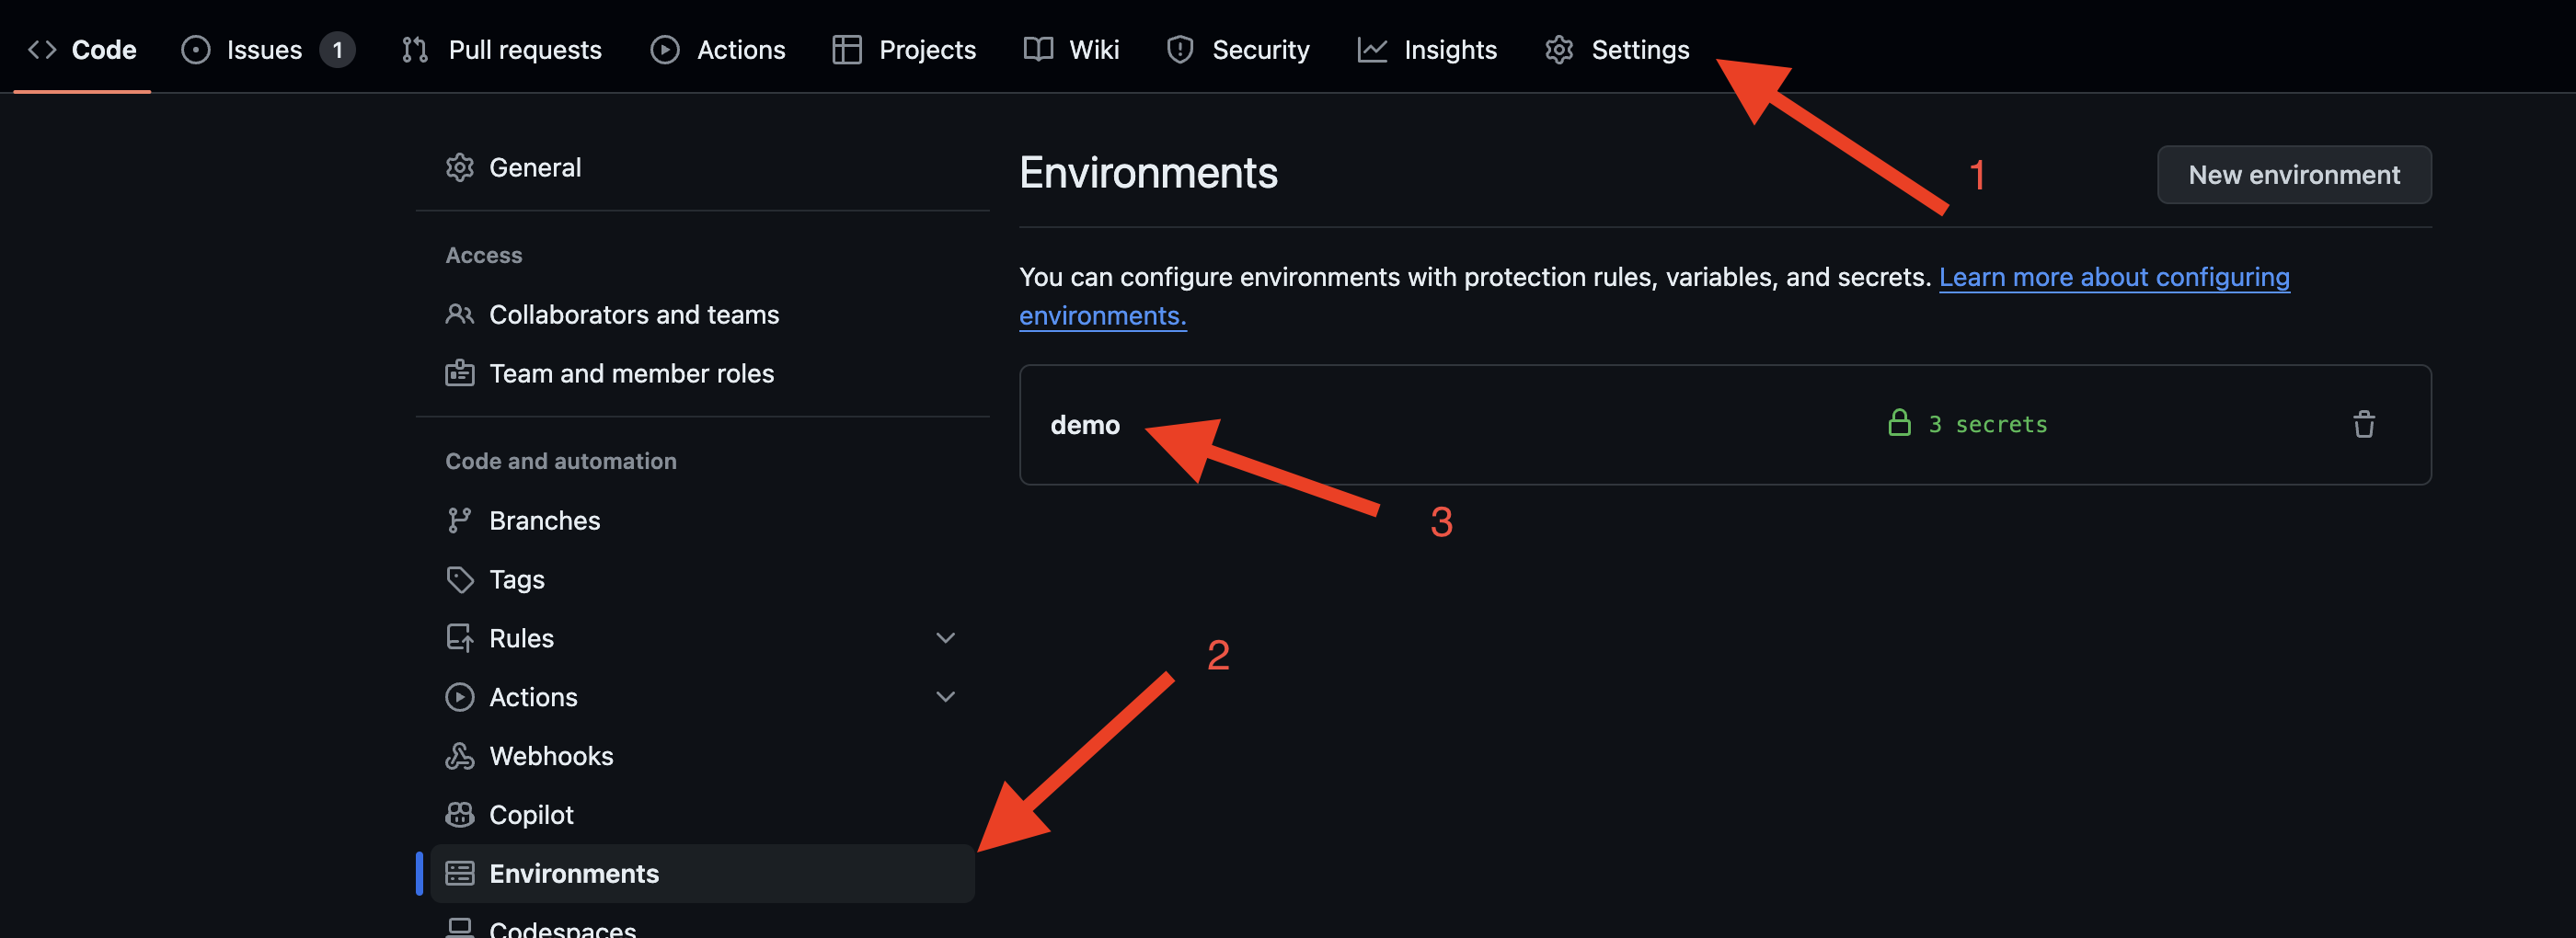 Code Issues 1 Pull requests Actions Projects Wiki Security Insights Settings
1
General
Access
Collaborators and teams
Team and member roles
Code and automation
Branches
Tags
Rules
Actions
Webhooks
Copilot
Environments
Codespaces
2
Environments
New environment
You can configure environments with protection rules, variables, and secrets. Learn more about configuring
environments.
demo 3 secrets
3